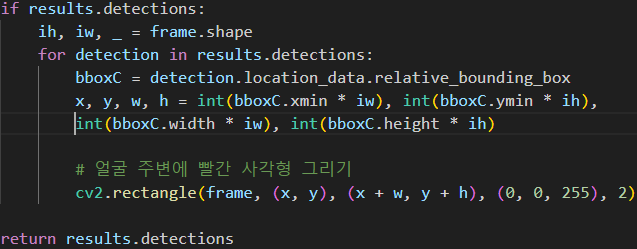 if results.detections:
    ih, iw, _ = frame.shape
    for detection in results.detections:
        bboxC = detection.location_data.relative_bounding_box
        x, y, w, h = int(bboxC.xmin * iw), int(bboxC.ymin * ih),
        int(bboxC.width * iw), int(bboxC.height * ih)

        # 얼굴 주변에 빨간 사각형 그리기
        cv2.rectangle(frame, (x, y), (x + w, y + h), (0, 0, 255), 2)

return results.detections